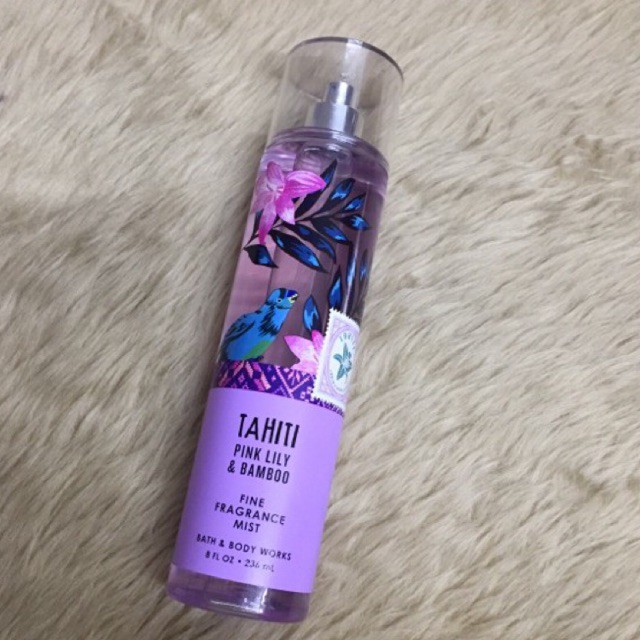 TAHITI
PINK LILY
& BAMBOO
FINE
FRAGRANCE
MIST
BATH & BODY WORKS
8 FL OZ • 236 mL